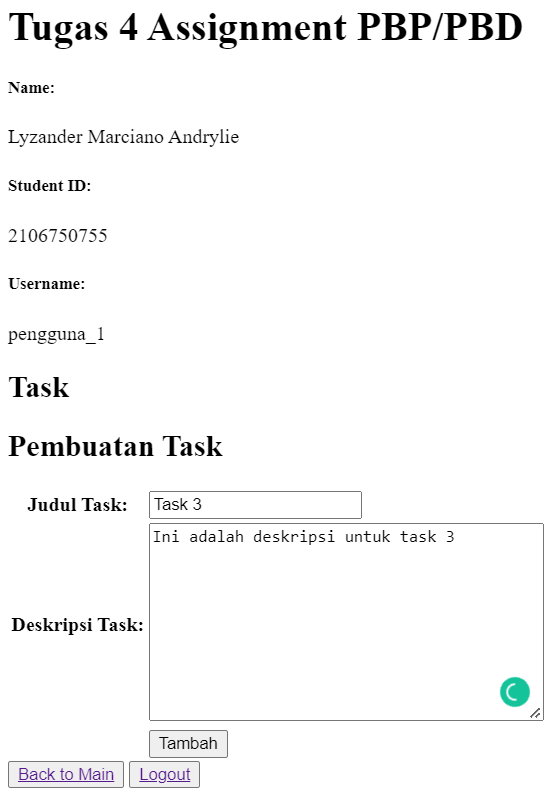 Tugas 4 Assignment PBP/PBD
Name:
Lyzander Marciano Andrylie
Student ID:
2106750755
Username:
pengguna_1
Task
Pembuatan Task
Judul Task: Task 3
Ini adalah deskripsi untuk task 3
Deskripsi Task:
Tambah
Back to Main Logout